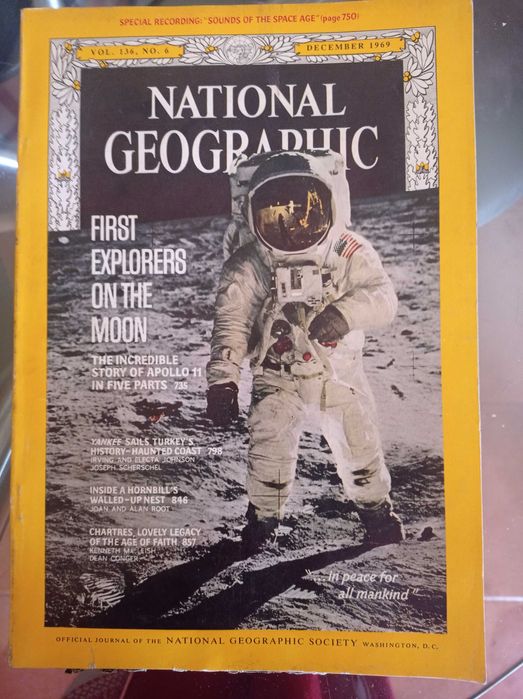 SPECIAL RECORDING: "SOUNDS OF THE SPACE AGE" (page 750)
VOL. 136, NO. 6
DECEMBER 1969
NATIONAL
GEOGRAPHIC
FIRST
EXPLORERS
ON THE
MOON
THE INCREDIBLE
STORY OF APOLLO 11
IN FIVE PARTS 735
YANKEE SAILS TURKEY'S
HISTORY-HAUNTED COAST 798
IRVING AND ELECTA JOHNSON
JOSEPH SCHERSCHEL
INSIDE A HORNBILL'S
WALLED-UP NEST 846
JOAN AND ALAN ROOT
CHARTRES, LOVELY LEGACY
OF THE AGE OF FAITH 857
KENNETH MACLEISH
DEAN CONGER
"...in peace for
all mankind"
OFFICIAL JOURNAL OF THE NATIONAL GEOGRAPHIC SOCIETY WASHINGTON, D.C.